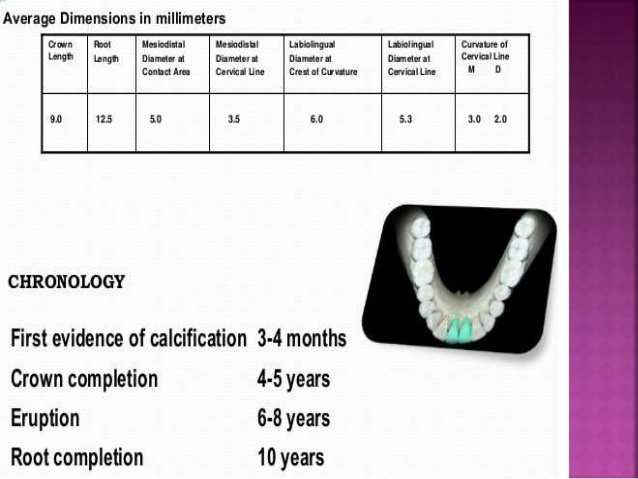 Average Dimensions in millimeters
Crown Length	Root Length	Mesiodistal Diameter at Contact Area	Mesiodistal Diameter at Cervical Line	Labiolingual Diameter at Crest of Curvature	Labiolingual Diameter at Cervical Line	Curvature of Cervical Line M D
9.0	12.5	5.0	3.5	6.0	5.3	3.0 2.0
CHRONOLOGY
First evidence of calcification 3-4 months
Crown completion 4-5 years
Eruption 6-8 years
Root completion 10 years